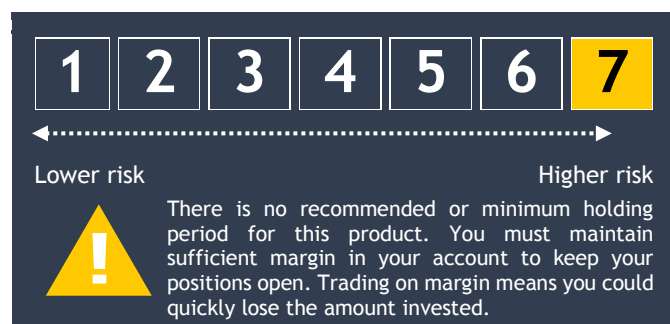 1 2 3 4 5 6 7
Lower risk Higher risk
There is no recommended or minimum holding
period for this product. You must maintain
sufficient margin in your account to keep your
positions open. Trading on margin means you could
quickly lose the amount invested.